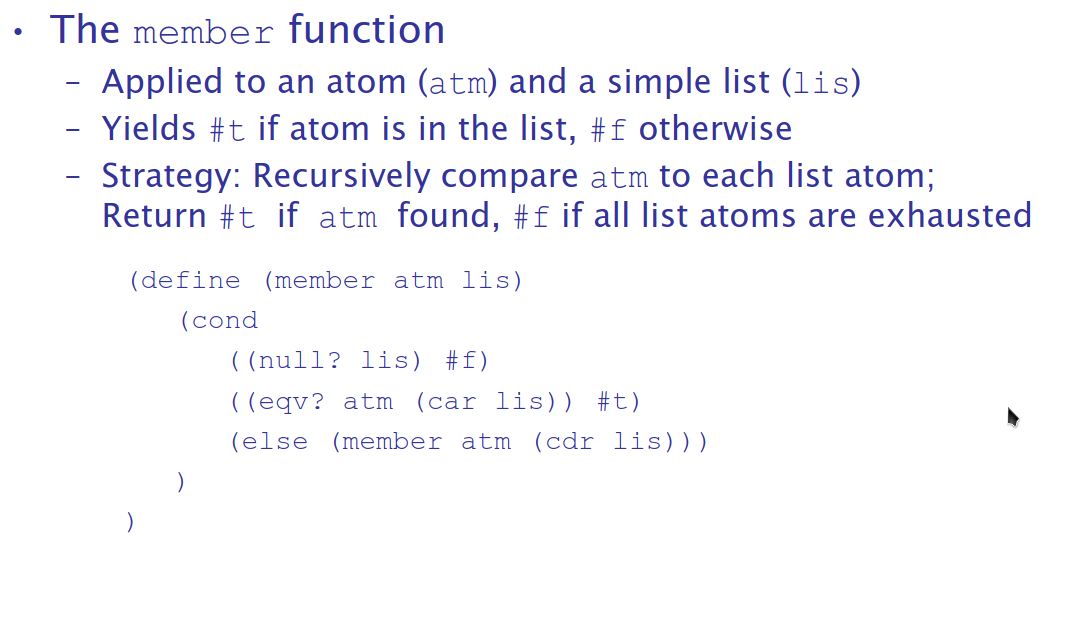 • The member function
– Applied to an atom (atm) and a simple list (lis)
– Yields #t if atom is in the list, #f otherwise
– Strategy: Recursively compare atm to each list atom;
Return #t if atm found, #f if all list atoms are exhausted
(define (member atm lis)
(cond
((null? lis) #f)
((eqv? atm (car lis)) #t)
(else (member atm (cdr lis)))
)
)